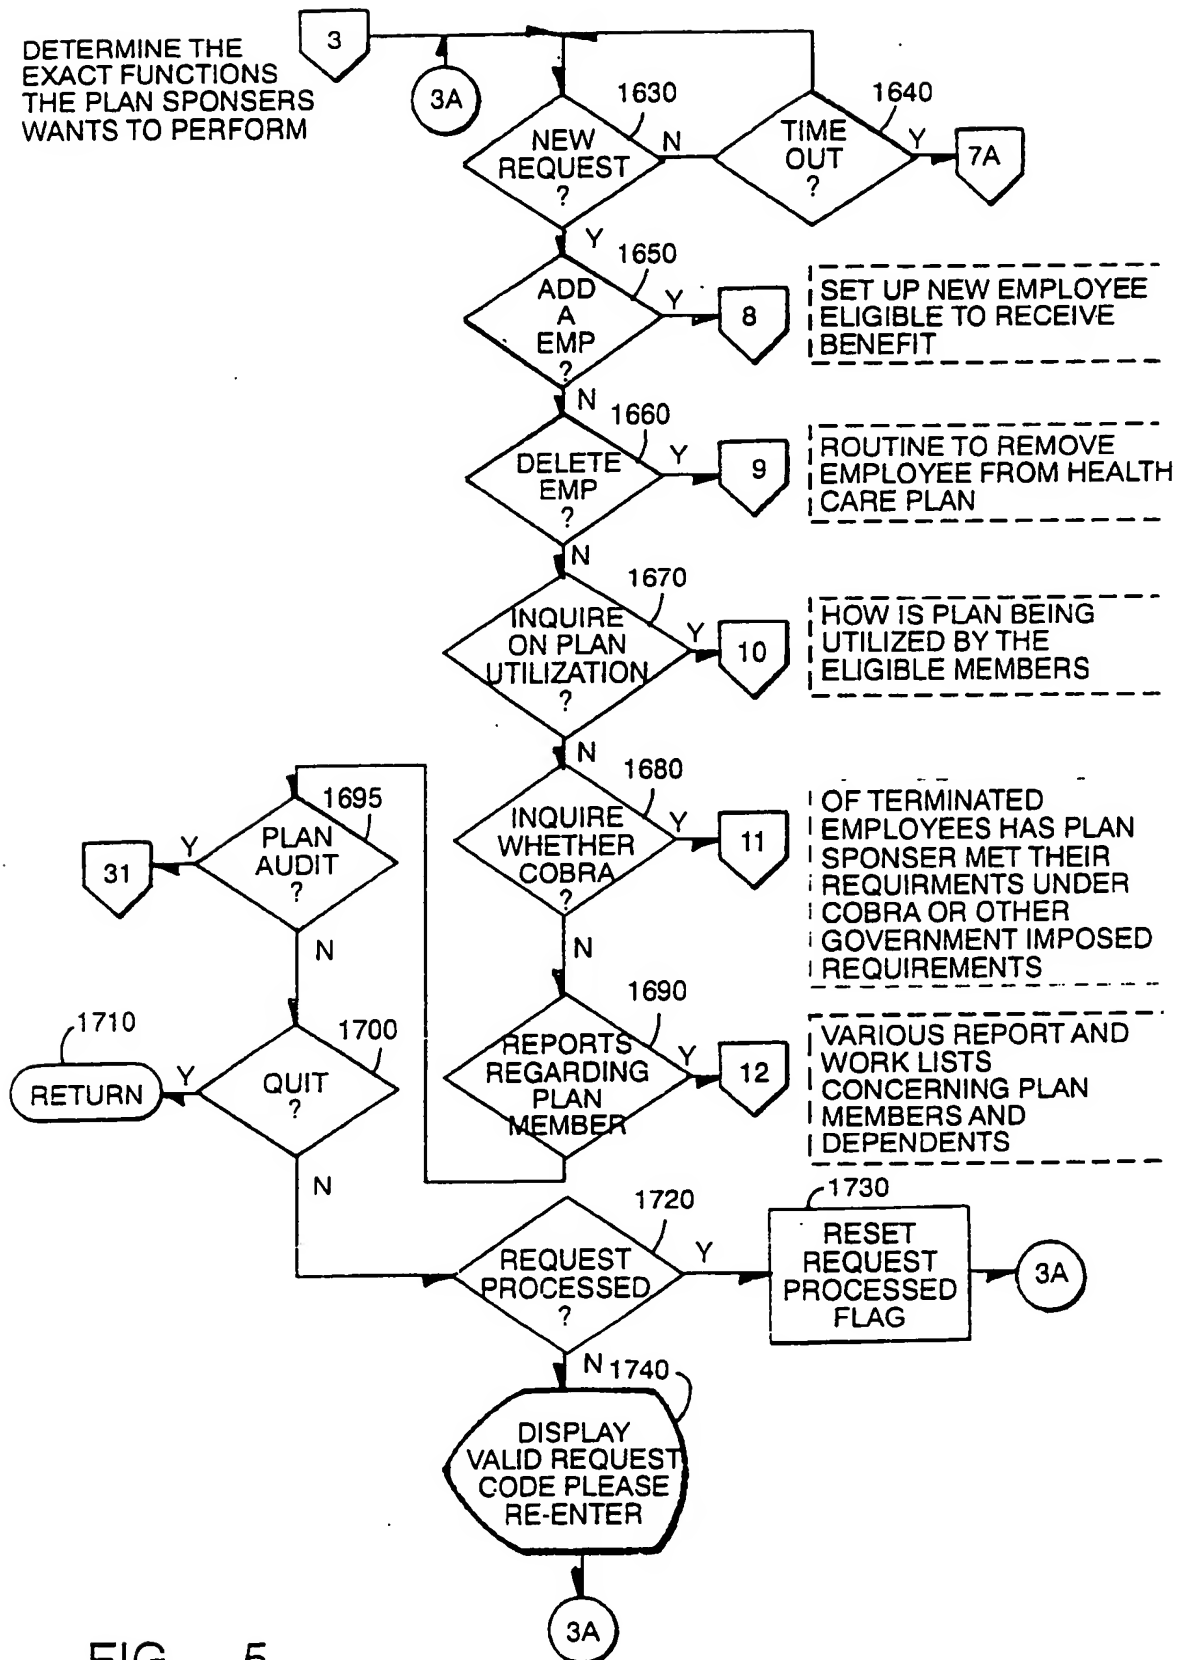 DETERMINE THE
EXACT FUNCTIONS
THE PLAN SPONSERS
WANTS TO PERFORM
3
3A
1630
NEW
REQUEST
?
N
Y
1640
TIME
OUT
?
Y
7A
1650
ADD
A
EMP
?
Y
8
N
SET UP NEW EMPLOYEE
ELIGIBLE TO RECEIVE
BENEFIT
1660
DELETE
EMP
?
Y
9
N
ROUTINE TO REMOVE
EMPLOYEE FROM HEALTH
CARE PLAN
1670
INQUIRE
ON PLAN
UTILIZATION
?
Y
10
N
HOW IS PLAN BEING
UTILIZED BY THE
ELIGIBLE MEMBERS
1680
INQUIRE
WHETHER
COBRA
?
Y
11
N
OF TERMINATED
EMPLOYEES HAS PLAN
SPONSER MET THEIR
REQUIRMENTS UNDER
COBRA OR OTHER
GOVERNMENT IMPOSED
REQUIREMENTS
1690
REPORTS
REGARDING
PLAN
MEMBER
Y
12
VARIOUS REPORT AND
WORK LISTS
CONCERNING PLAN
MEMBERS AND
DEPENDENTS
1695
PLAN
AUDIT
?
Y
31
N
1700
QUIT
?
Y
1710
RETURN
N
1720
REQUEST
PROCESSED
?
Y
1730
RESET
REQUEST
PROCESSED
FLAG
3A
N
1740
DISPLAY
VALID REQUEST
CODE PLEASE
RE-ENTER
3A
FIG. 5